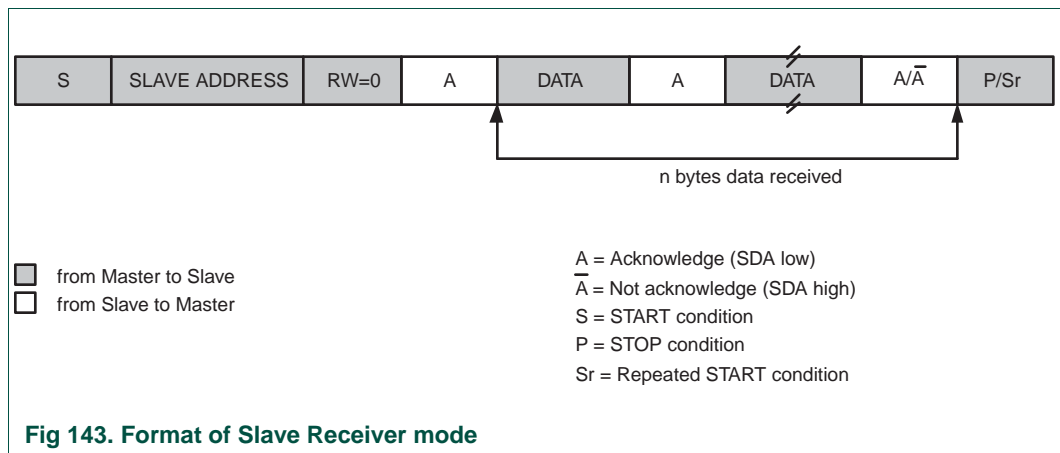 S SLAVE ADDRESS RW=0 A DATA A DATA A/A̅ P/Sr
n bytes data received
from Master to Slave
from Slave to Master
A = Acknowledge (SDA low)
A̅ = Not acknowledge (SDA high)
S = START condition
P = STOP condition
Sr = Repeated START condition
Fig 143. Format of Slave Receiver mode